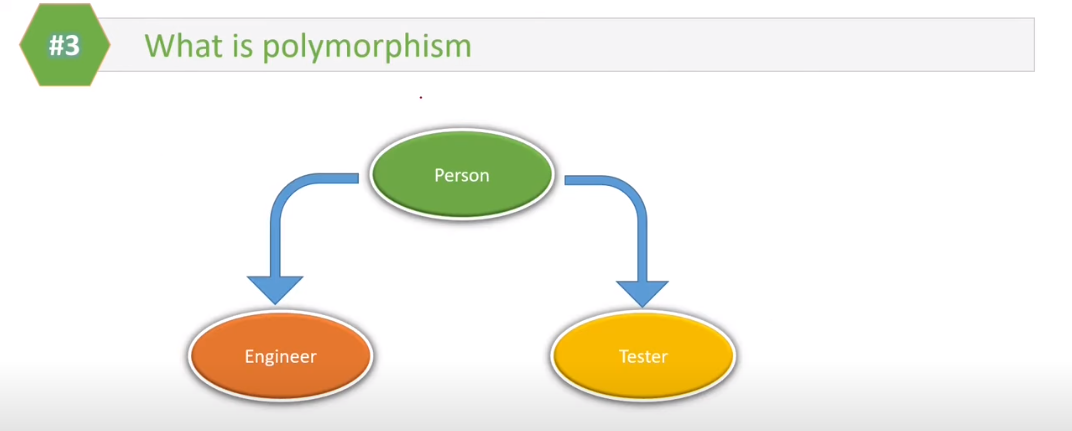 #3
What is polymorphism
Person
Engineer
Tester